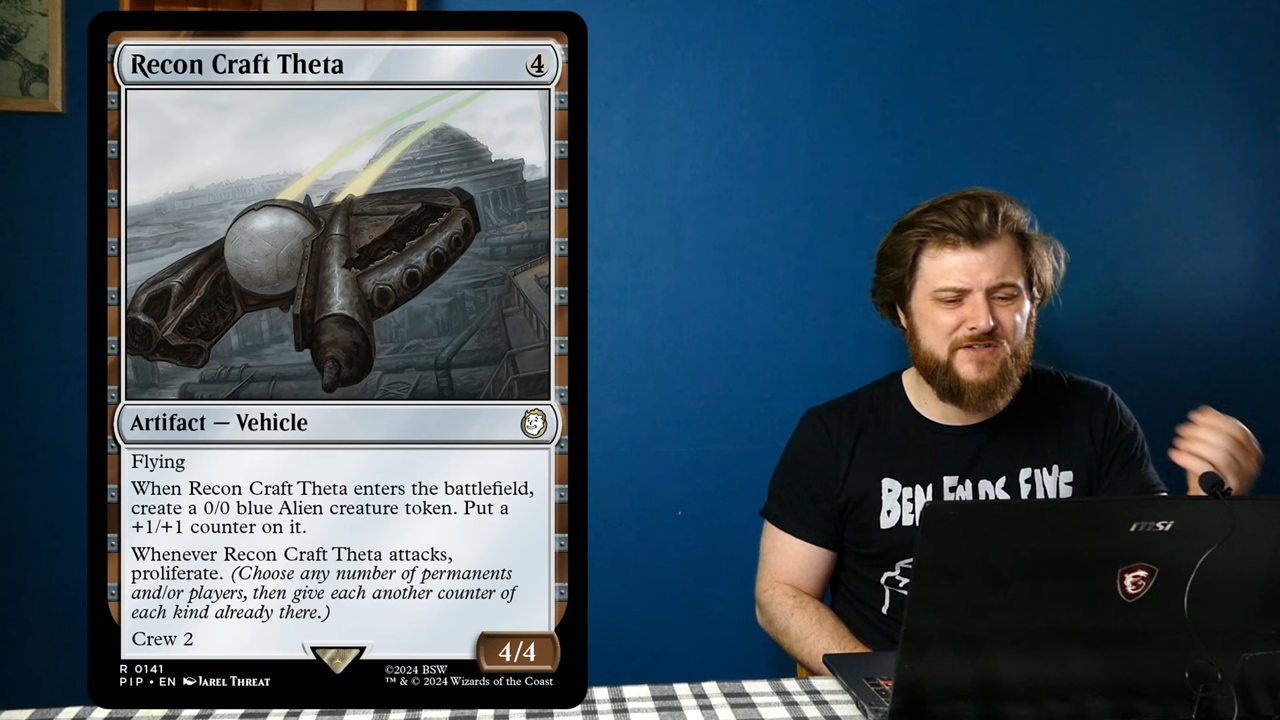 Recon Craft Theta
4
Artifact — Vehicle
Flying
When Recon Craft Theta enters the battlefield,
create a 0/0 blue Alien creature token. Put a
+1/+1 counter on it.
Whenever Recon Craft Theta attacks,
proliferate. (Choose any number of permanents
and/or players, then give each another counter of
each kind already there.)
Crew 2
4/4
R 0141
PIP • EN JAREL THREAT
©2024 BSW
™ & © 2024 Wizards of the Coast
BEN ENDS FIVE
msi